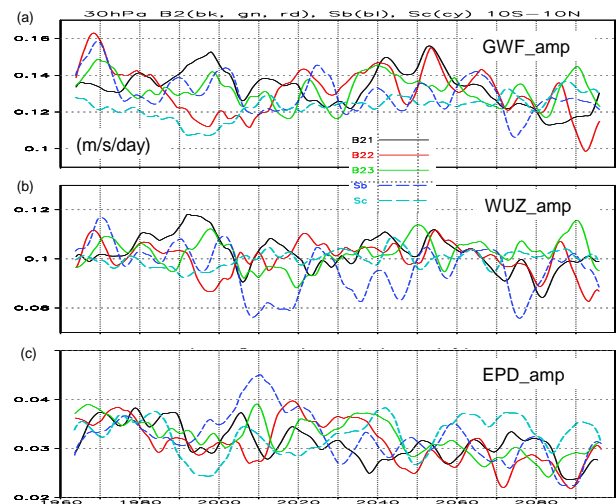 (a) 30hPa B2(bk, gn, rd), Sb(bl), Sc(cy) 10S−10N
0.16
GWF_amp
0.14
0.12
0.1
(m/s/day)
B21
B22
B23
Sb
Sc
(b)
0.12
WUZ_amp
0.1
0.08
(c)
EPD_amp
0.04
0.03
0.02
1960 1980 2000 2020 2040 2060 2080